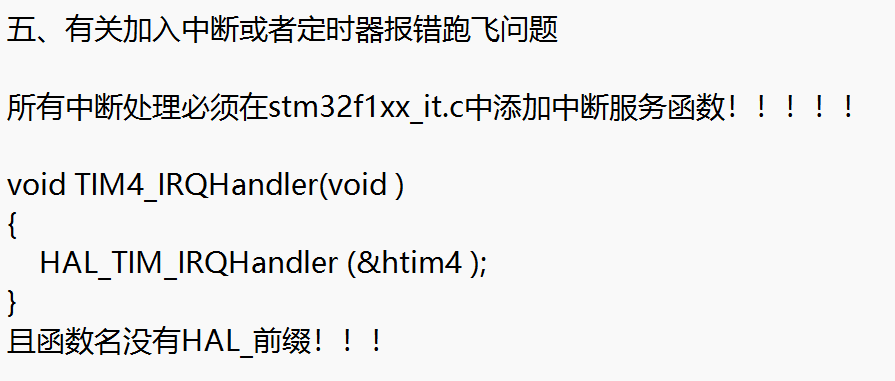 五、有关加入中断或者定时器报错跑飞问题
所有中断处理必须在stm32f1xx_it.c中添加中断服务函数！！！！！
void TIM4_IRQHandler(void )
{
    HAL_TIM_IRQHandler (&htim4 );
}
且函数名没有HAL_前缀！！！